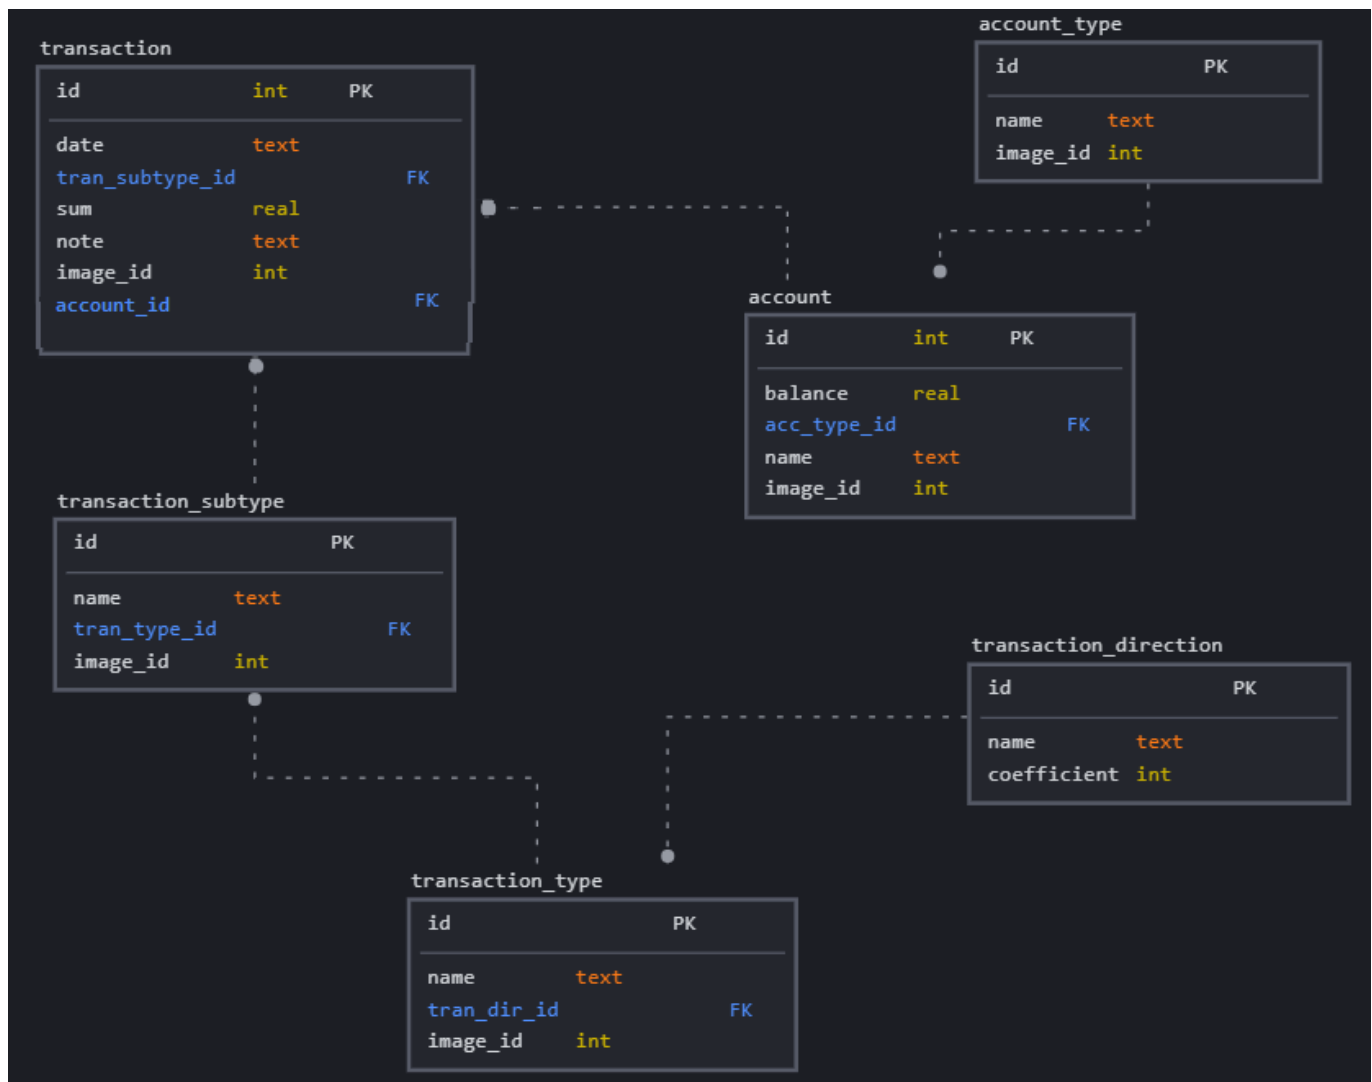 transaction
id int PK
date text
tran_subtype_id FK
sum real
note text
image_id int
account_id FK
account_type
id PK
name text
image_id int
account
id int PK
balance real
acc_type_id FK
name text
image_id int
transaction_subtype
id PK
name text
tran_type_id FK
image_id int
transaction_direction
id PK
name text
coefficient int
transaction_type
id PK
name text
tran_dir_id FK
image_id int